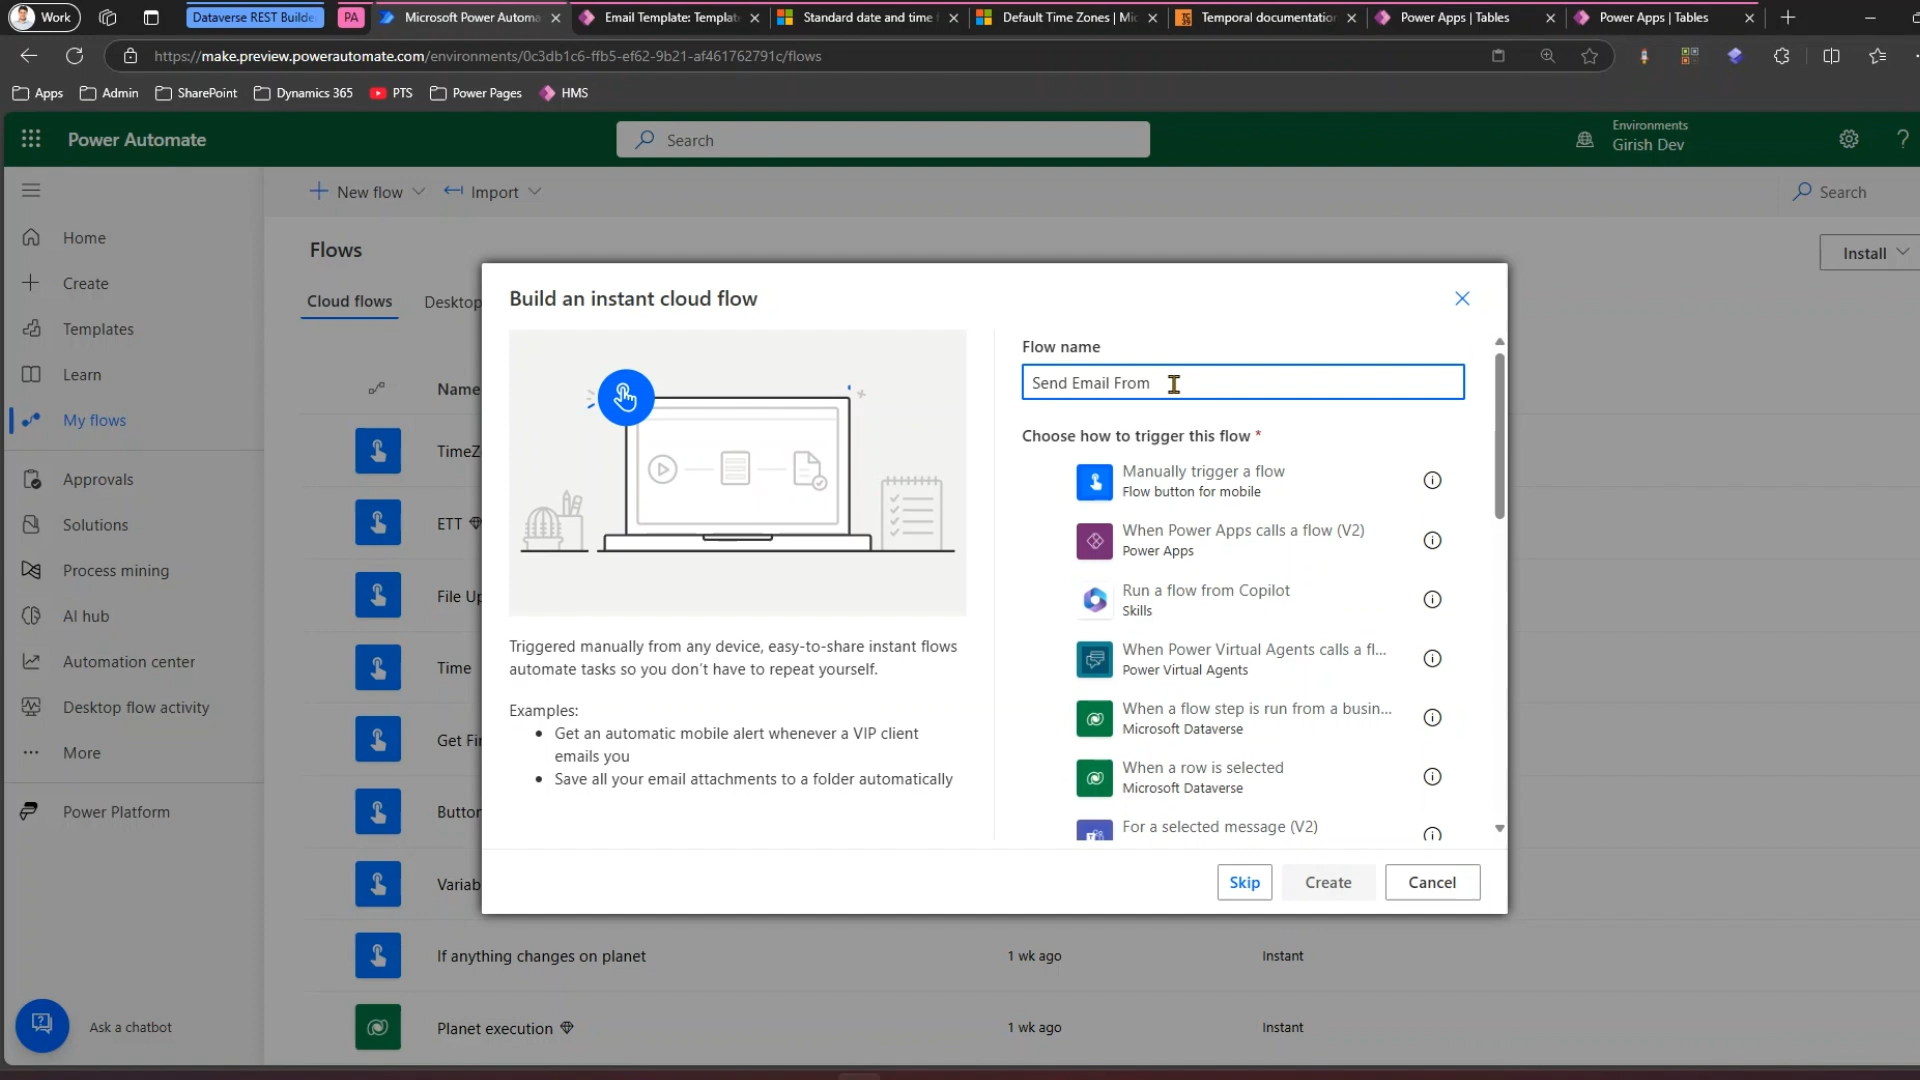 Work
Dataverse REST Builde
PA
Microsoft Power Automa
Email Template: Templat
Standard date and time
Default Time Zones | Mi
Temporal documentation
Power Apps | Tables
Power Apps | Tables
https://make.preview.powerautomate.com/environments/0c3db1c6-ffb5-ef62-9b21-af461762791c/flows
Apps
Admin
SharePoint
Dynamics 365
PTS
Power Pages
HMS
Power Automate
Search
Environments
Girish Dev
?
New flow
Import
Search
Home
Create
Templates
Learn
My flows
Approvals
Solutions
Process mining
AI hub
Automation center
Desktop flow activity
More
Power Platform
Ask a chatbot
Flows
Install
Cloud flows
Desktop
Name
TimeZ
ETT
File Up
Time
Get Fi
Button
Variab
If anything changes on planet
1 wk ago
Instant
Planet execution
1 wk ago
Instant
Build an instant cloud flow
Triggered manually from any device, easy-to-share instant flows
automate tasks so you don't have to repeat yourself.
Examples:
• Get an automatic mobile alert whenever a VIP client
emails you
• Save all your email attachments to a folder automatically
Flow name
Send Email From
Choose how to trigger this flow *
Manually trigger a flow
Flow button for mobile
When Power Apps calls a flow (V2)
Power Apps
Run a flow from Copilot
Skills
When Power Virtual Agents calls a fl...
Power Virtual Agents
When a flow step is run from a busin...
Microsoft Dataverse
When a row is selected
Microsoft Dataverse
For a selected message (V2)
Skip
Create
Cancel